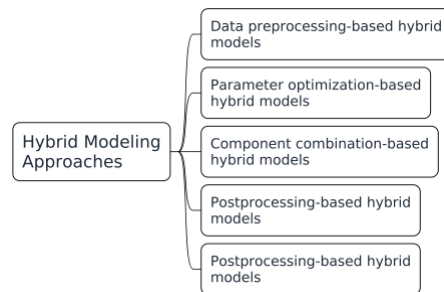 Data preprocessing-based hybrid
models
Parameter optimization-based
hybrid models
Hybrid Modeling
Approaches
Component combination-based
hybrid models
Postprocessing-based hybrid
models
Postprocessing-based hybrid
models